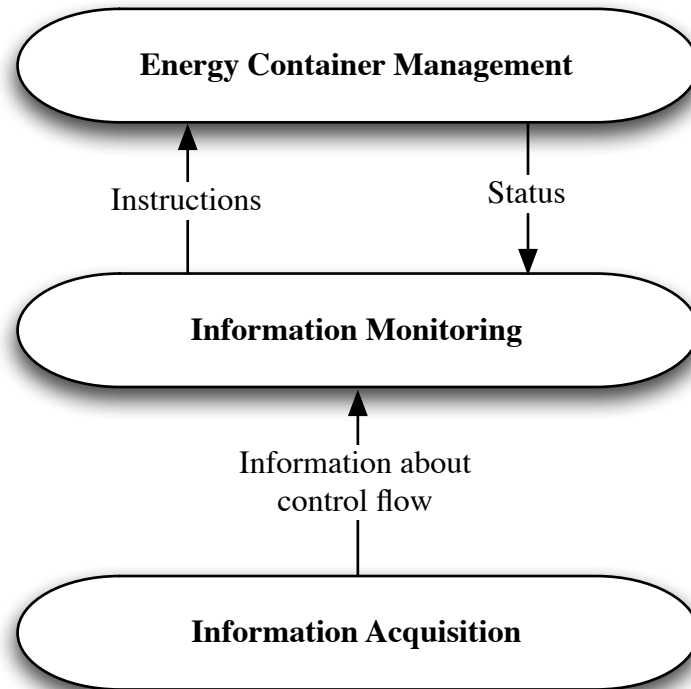 Energy Container Management
Instructions
Status
Information Monitoring
Information about
control flow
Information Acquisition